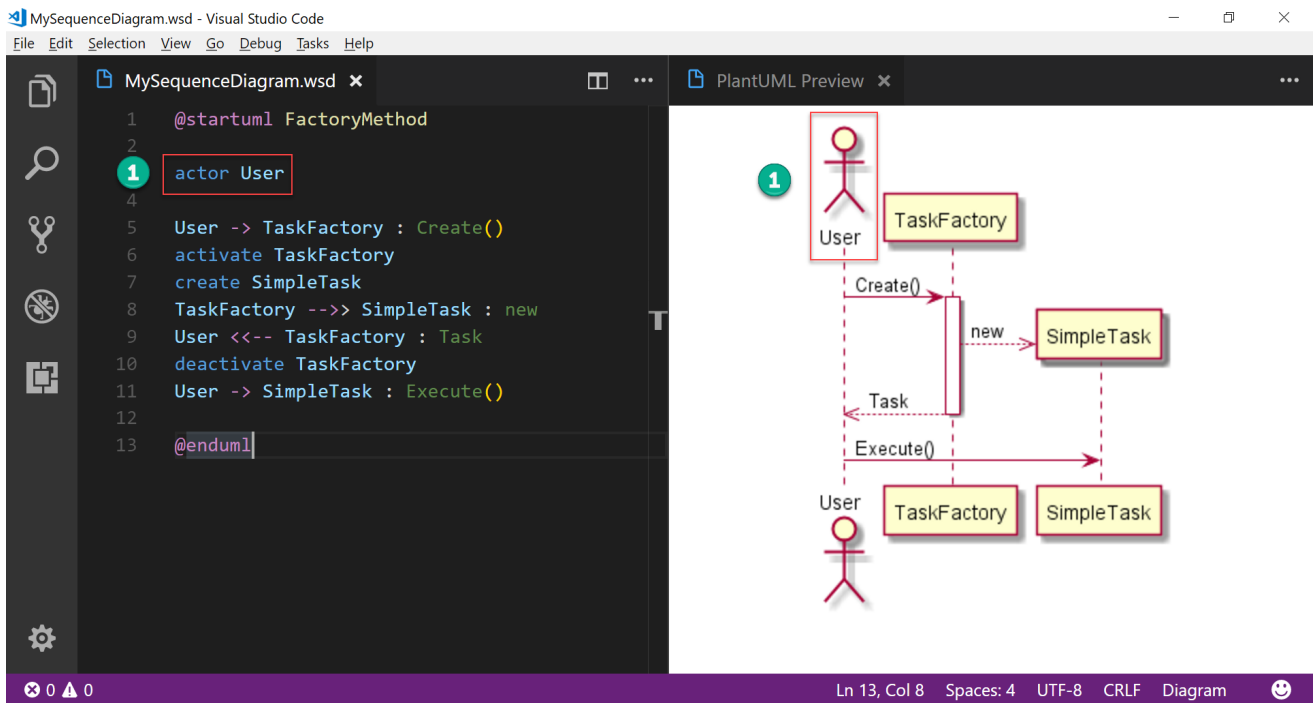 MySequenceDiagram.wsd - Visual Studio Code
File Edit Selection View Go Debug Tasks Help
MySequenceDiagram.wsd
1 @startuml FactoryMethod
2
1 actor User
4
5 User -> TaskFactory : Create()
6 activate TaskFactory
7 create SimpleTask
8 TaskFactory -->> SimpleTask : new
9 User <<-- TaskFactory : Task
10 deactivate TaskFactory
11 User -> SimpleTask : Execute()
12
13 @enduml
PlantUML Preview
1
User
TaskFactory
Create()
new
SimpleTask
Task
Execute()
User
TaskFactory
SimpleTask
0 0
Ln 13, Col 8 Spaces: 4 UTF-8 CRLF Diagram